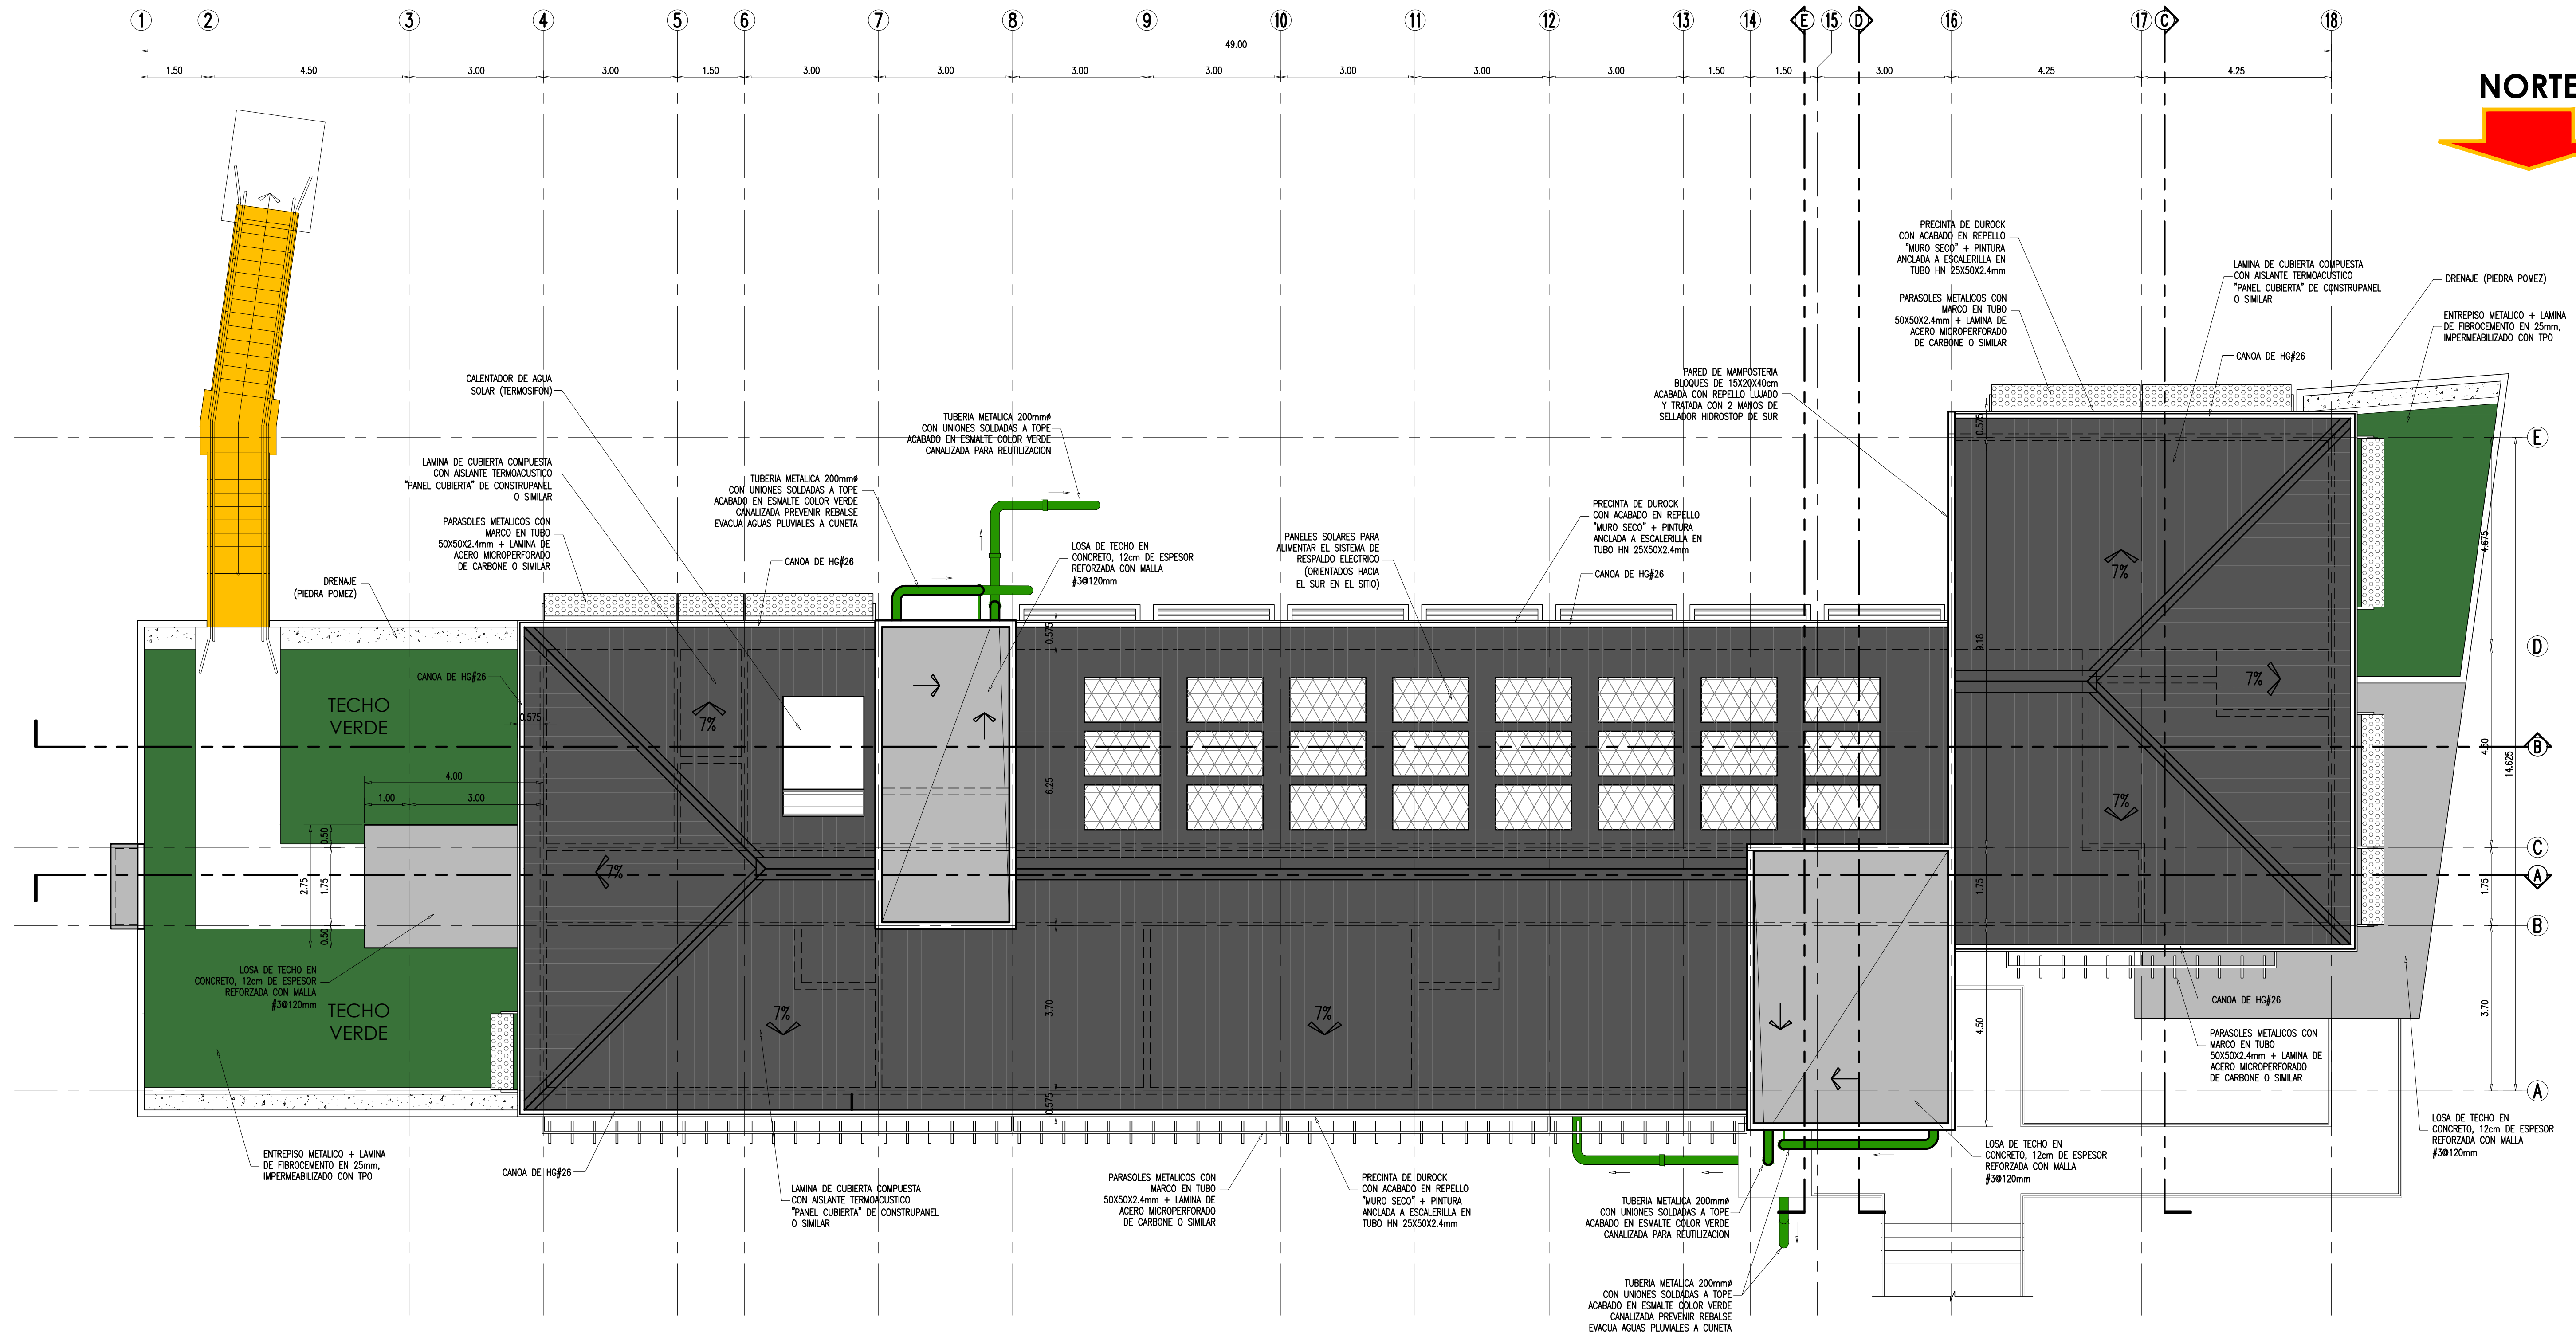 1 2 3 4 5 6 7 8 9 10 11 12 13 14 E 15 D 16 17 C 18
49.00
1.50 4.50 3.00 3.00 1.50 3.00 3.00 3.00 3.00 3.00 3.00 3.00 1.50 1.50 3.00 4.25 4.25
NORTE
PRECINTA DE DUROCK
CON ACABADO EN REPELLO
"MURO SECO" + PINTURA
ANCLADA A ESCALERILLA EN
TUBO HN 25X50X2.4mm
LAMINA DE CUBIERTA COMPUESTA
CON AISLANTE TERMOACUSTICO
"PANEL CUBIERTA" DE CONSTRUPANEL
O SIMILAR
DRENAJE (PIEDRA POMEZ)
PARASOLES METALICOS CON
MARCO EN TUBO
50X50X2.4mm + LAMINA DE
ACERO MICROPERFORADO
DE CARBONE O SIMILAR
ENTREPISO METALICO + LAMINA
DE FIBROCEMENTO EN 25mm,
IMPERMEABILIZADO CON TPO
CANOA DE HG#26
PARED DE MAMPOSTERIA
BLOQUES DE 15X20X40cm
ACABADA CON REPELLO LUJADO
Y TRATADA CON 2 MANOS DE
SELLADOR HIDROSTOP DE SUR
CALENTADOR DE AGUA
SOLAR (TERMOSIFON)
TUBERIA METALICA 200mmø
CON UNIONES SOLDADAS A TOPE
ACABADO EN ESMALTE COLOR VERDE
CANALIZADA PARA REUTILIZACION
LAMINA DE CUBIERTA COMPUESTA
CON AISLANTE TERMOACUSTICO
"PANEL CUBIERTA" DE CONSTRUPANEL
O SIMILAR
TUBERIA METALICA 200mmø
CON UNIONES SOLDADAS A TOPE
ACABADO EN ESMALTE COLOR VERDE
CANALIZADA PREVENIR REBALSE
EVACUA AGUAS PLUVIALES A CUNETA
PARASOLES METALICOS CON
MARCO EN TUBO
50X50X2.4mm + LAMINA DE
ACERO MICROPERFORADO
DE CARBONE O SIMILAR
DRENAJE
(PIEDRA POMEZ)
CANOA DE HG#26
LOSA DE TECHO EN
CONCRETO, 12cm DE ESPESOR
REFORZADA CON MALLA
#3@120mm
PANELES SOLARES PARA
ALIMENTAR EL SISTEMA DE
RESPALDO ELECTRICO
(ORIENTADOS HACIA
EL SUR EN EL SITIO)
PRECINTA DE DUROCK
CON ACABADO EN REPELLO
"MURO SECO" + PINTURA
ANCLADA A ESCALERILLA EN
TUBO HN 25X50X2.4mm
CANOA DE HG#26
0.575
E
4.675
7%
0.575
9.18
D
CANOA DE HG#26
7%
TECHO
VERDE
0.575
7%
B
4.50
14.625
4.00
1.00 3.00
6.25
7%
0.50
2.75
1.75
0.50
7%
C
1.75
1.75
A
B
LOSA DE TECHO EN
CONCRETO, 12cm DE ESPESOR
REFORZADA CON MALLA
#3@120mm
TECHO
VERDE
7%
3.70
7%
0.575
4.50
3.70
CANOA DE HG#26
PARASOLES METALICOS CON
MARCO EN TUBO
50X50X2.4mm + LAMINA DE
ACERO MICROPERFORADO
DE CARBONE O SIMILAR
A
LOSA DE TECHO EN
CONCRETO, 12cm DE ESPESOR
REFORZADA CON MALLA
#3@120mm
ENTREPISO METALICO + LAMINA
DE FIBROCEMENTO EN 25mm,
IMPERMEABILIZADO CON TPO
CANOA DE HG#26
LAMINA DE CUBIERTA COMPUESTA
CON AISLANTE TERMOACUSTICO
"PANEL CUBIERTA" DE CONSTRUPANEL
O SIMILAR
PARASOLES METALICOS CON
MARCO EN TUBO
50X50X2.4mm + LAMINA DE
ACERO MICROPERFORADO
DE CARBONE O SIMILAR
PRECINTA DE DUROCK
CON ACABADO EN REPELLO
"MURO SECO" + PINTURA
ANCLADA A ESCALERILLA EN
TUBO HN 25X50X2.4mm
LOSA DE TECHO EN
CONCRETO, 12cm DE ESPESOR
REFORZADA CON MALLA
#3@120mm
TUBERIA METALICA 200mmø
CON UNIONES SOLDADAS A TOPE
ACABADO EN ESMALTE COLOR VERDE
CANALIZADA PARA REUTILIZACION
TUBERIA METALICA 200mmø
CON UNIONES SOLDADAS A TOPE
ACABADO EN ESMALTE COLOR VERDE
CANALIZADA PREVENIR REBALSE
EVACUA AGUAS PLUVIALES A CUNETA